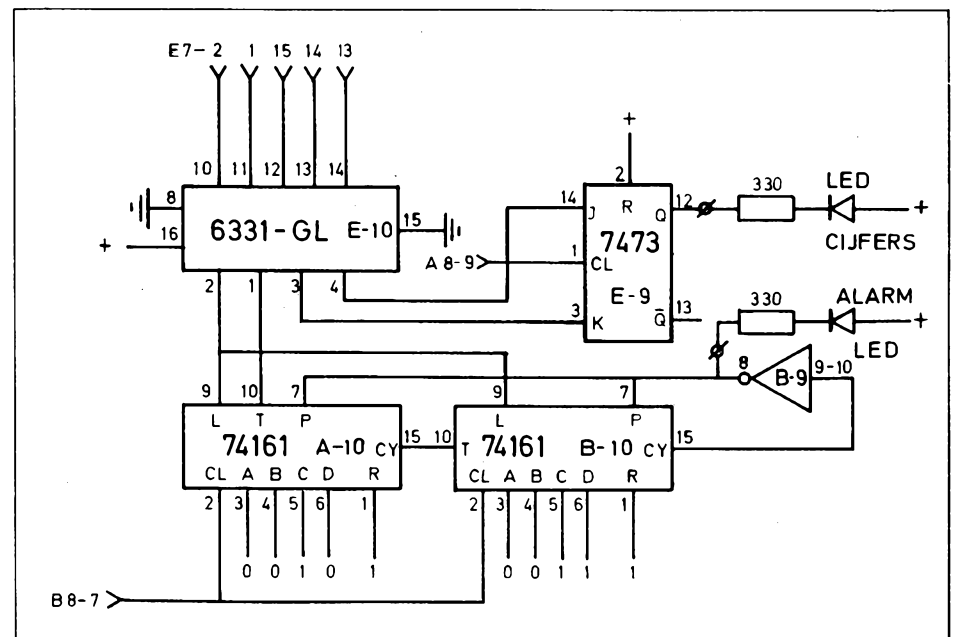 E7- 2 1 15 14 13
+
10 11 12 13 14
2
330 LED
8
14 J R Q 12
+
6331-GL E-10 15
7473
16
+
CIJFERS
A8-9
1 CL
2 1 3 4
E-9
330 ALARM
3 K Q̅ 13
+
LED
8 B-9 9-10
9 10 7 9 7
L T P L P
74161 A-10 CY 15 10 T 74161 B-10 CY 15
CL A B C D R CL A B C D R
2 3 4 5 6 1 2 3 4 5 6 1
0 0 1 0 1 0 0 1 1 1
B8-7